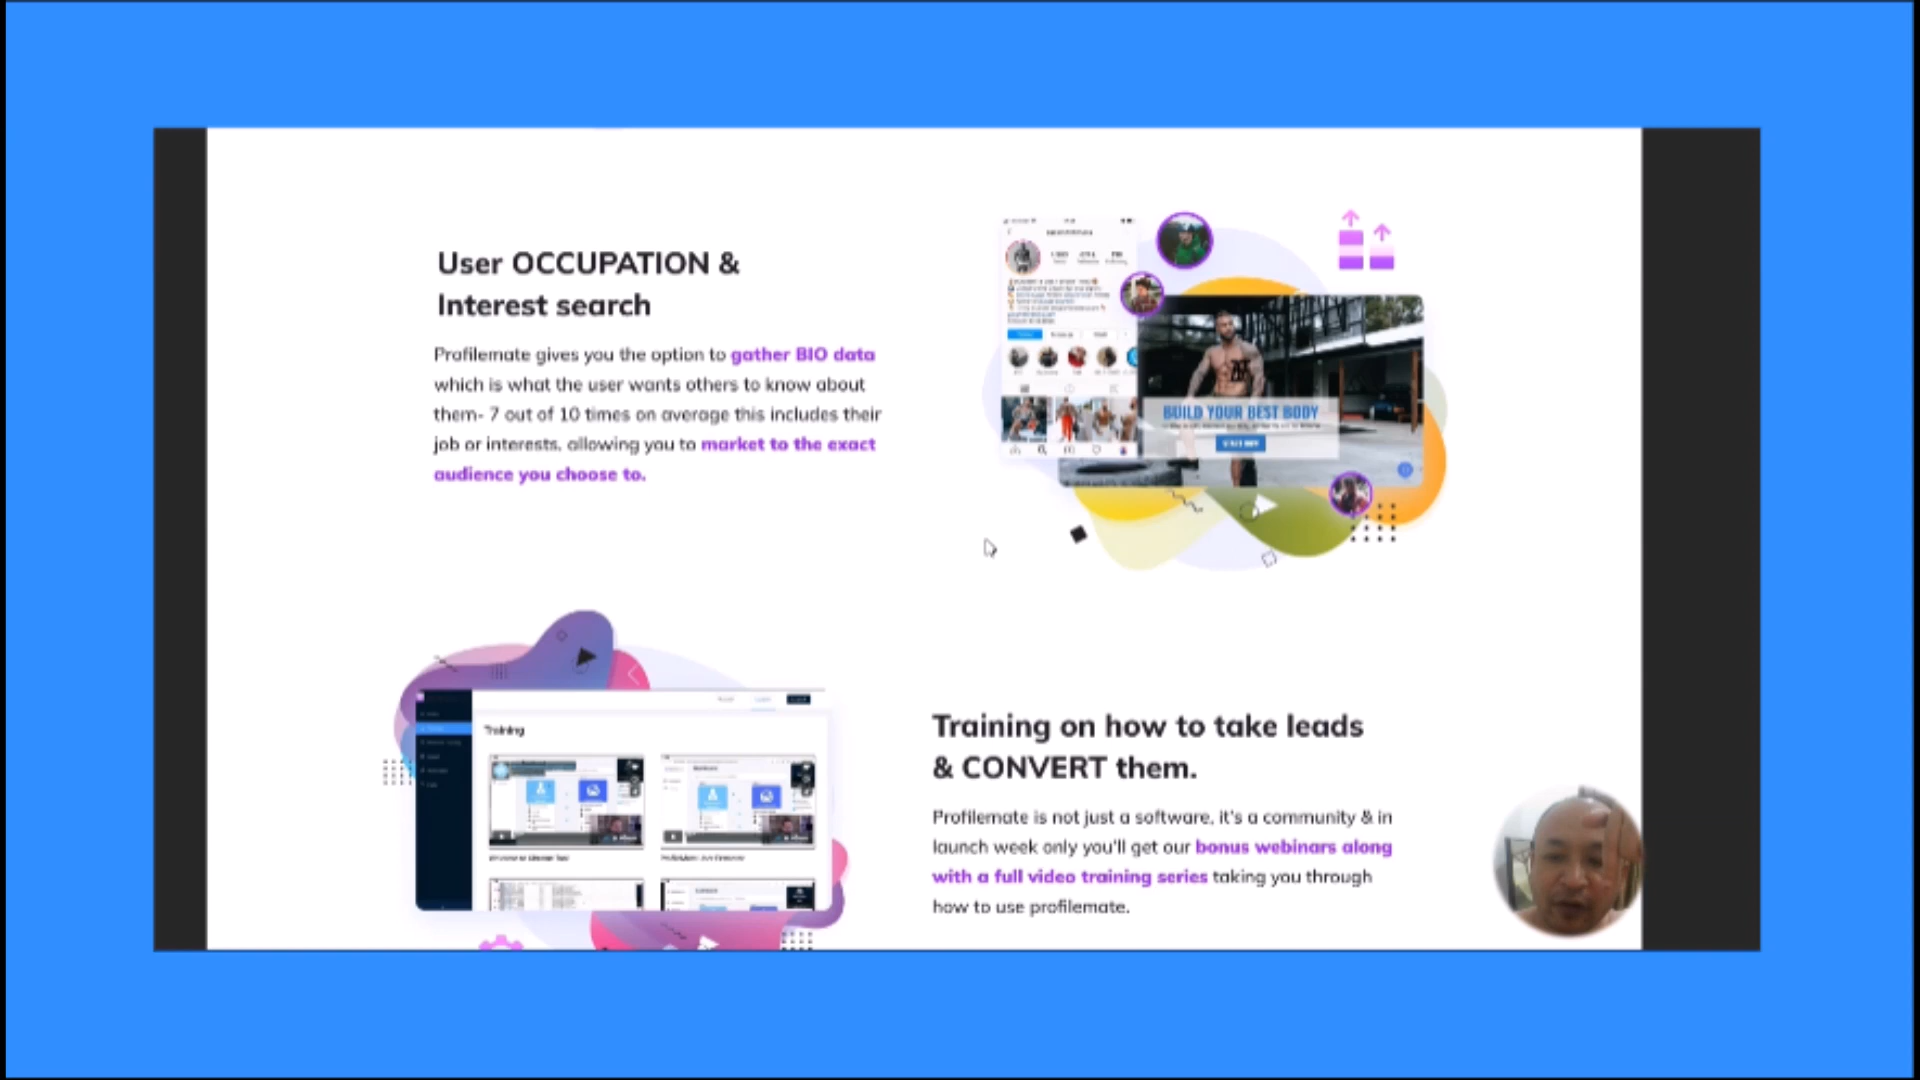 User OCCUPATION &
Interest search
Profilemate gives you the option to gather BIO data
which is what the user wants others to know about
them- 7 out of 10 times on average this includes their
job or interests, allowing you to market to the exact
audience you choose to.
BUILD YOUR BEST BODY
Training
Training on how to take leads
& CONVERT them.
Profilemate is not just a software, it's a community & in
launch week only you'll get our bonus webinars along
with a full video training series taking you through
how to use profilemate.